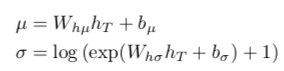 μ = W_{hμ}h_T + b_μ
σ = log (exp(W_{hσ}h_T + b_σ) + 1)